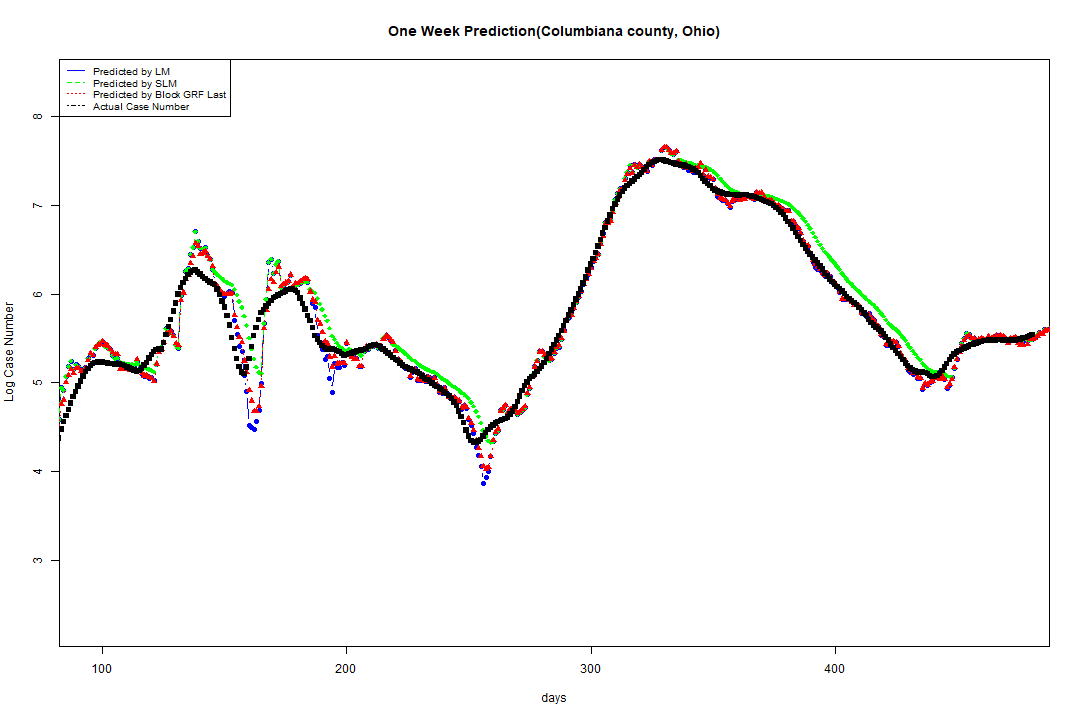 One Week Prediction(Columbiana county, Ohio)
Predicted by LM
Predicted by SLM
Predicted by Block GRF Last
Actual Case Number
8
7
6
5
4
3
Log Case Number
100 200 300 400
days